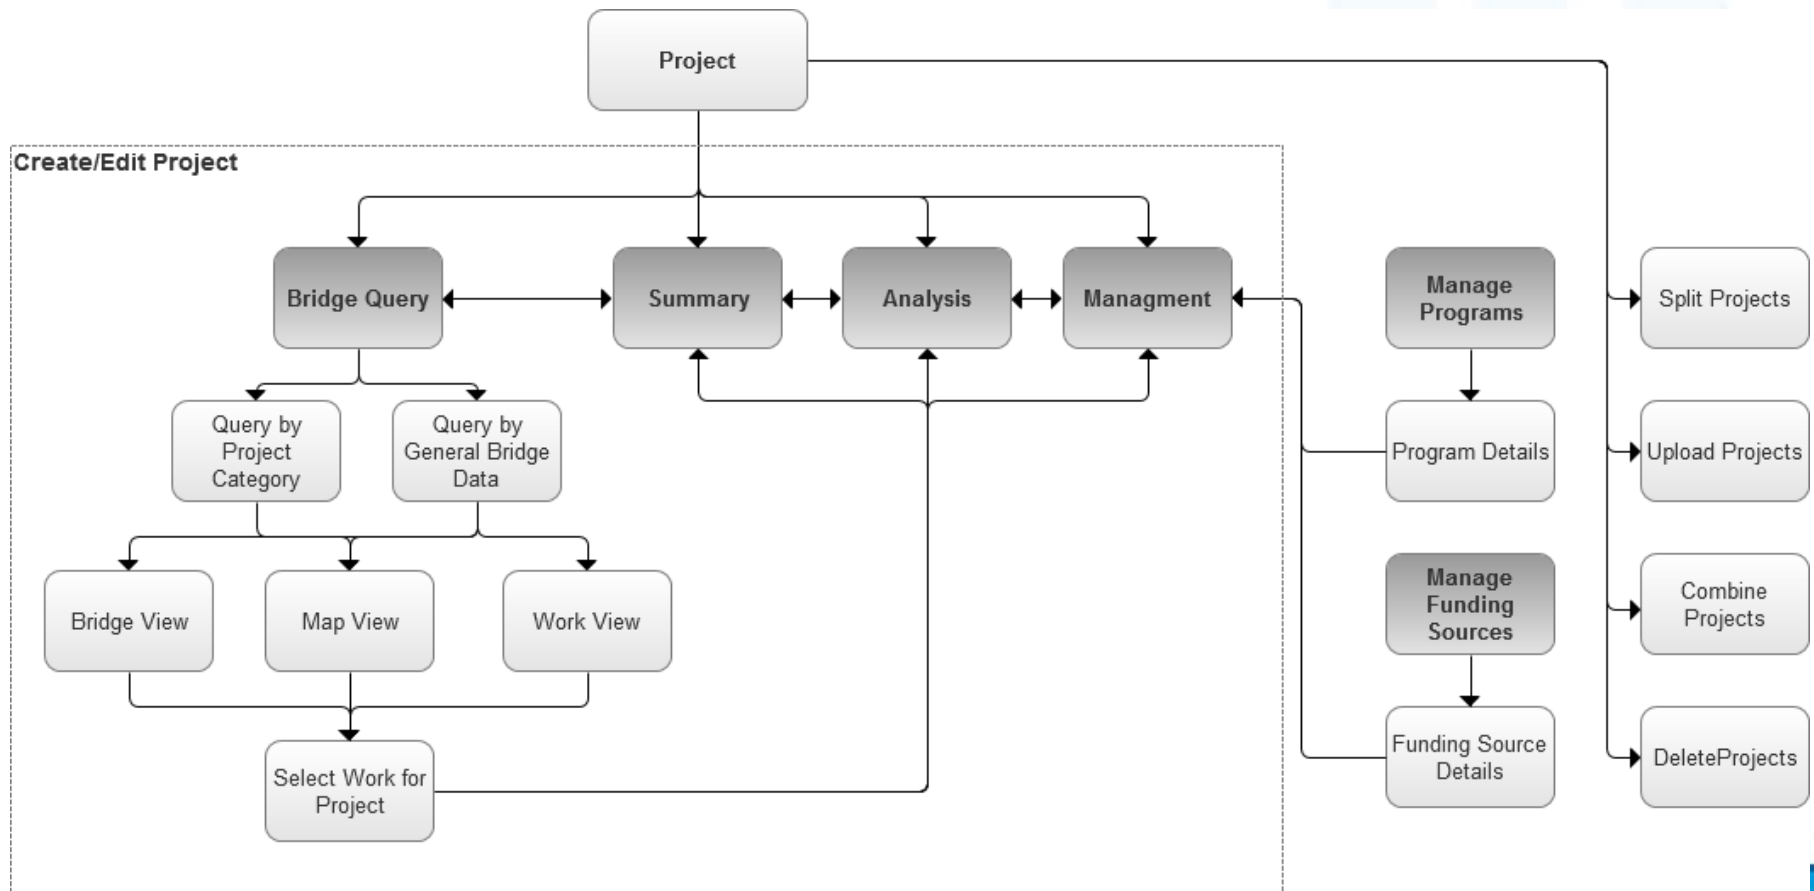 Project
Create/Edit Project
Bridge Query
Summary
Analysis
Managment
Manage
Programs
Split Projects
Query by
Project
Category
Query by
General Bridge
Data
Program Details
Upload Projects
Bridge View
Map View
Work View
Manage
Funding
Sources
Combine
Projects
Select Work for
Project
Funding Source
Details
DeleteProjects